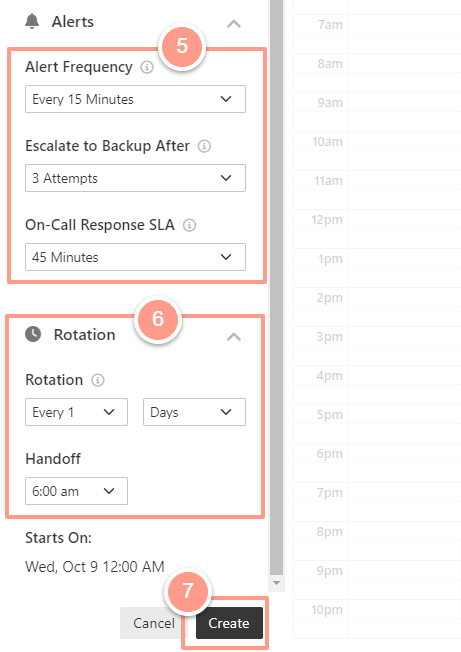 Alerts
5
Alert Frequency
Every 15 Minutes
Escalate to Backup After
3 Attempts
On-Call Response SLA
45 Minutes
6
Rotation
Rotation
Every 1 Days
Handoff
6:00 am
Starts On:
Wed, Oct 9 12:00 AM
7
Cancel Create
7am
8am
9am
10am
11am
12pm
1pm
2pm
3pm
4pm
5pm
6pm
7pm
8pm
9pm
10pm